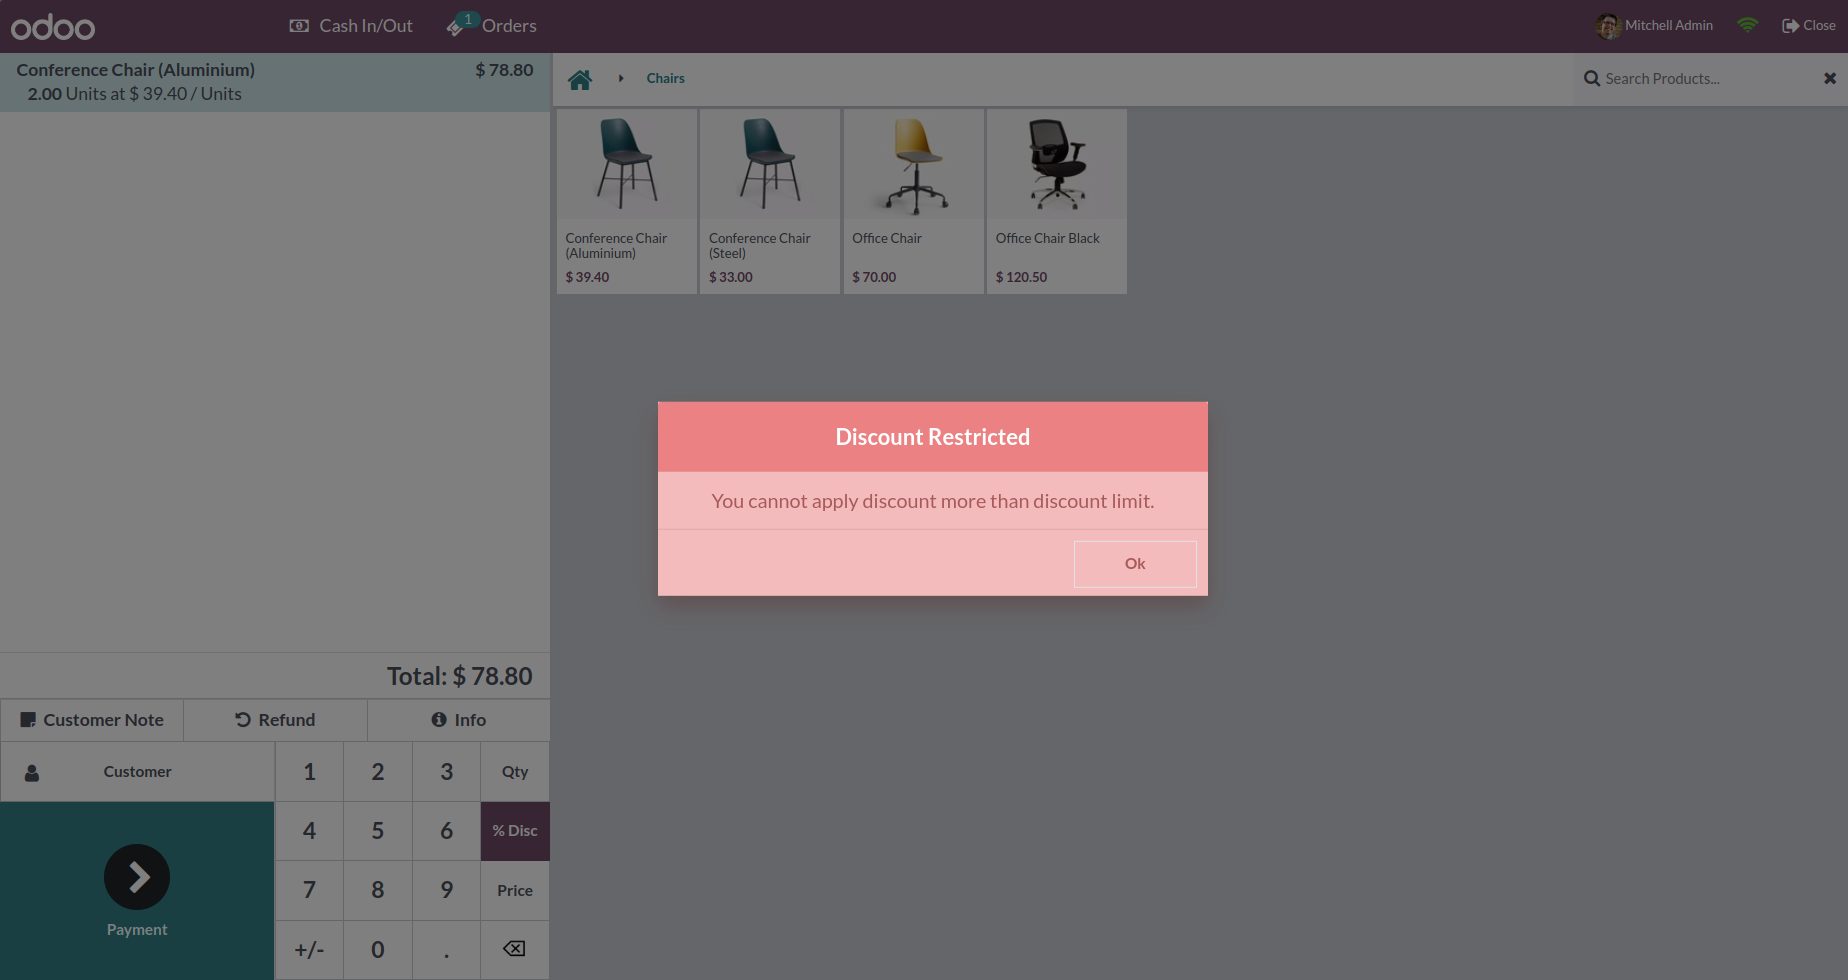 odoo
Cash In/Out
1
Orders
Mitchell Admin
Close
Conference Chair (Aluminium) $ 78.80
2.00 Units at $ 39.40 / Units
Chairs
Search Products...
Conference Chair
(Aluminium)
$ 39.40
Conference Chair
(Steel)
$ 33.00
Office Chair
$ 70.00
Office Chair Black
$ 120.50
Discount Restricted
You cannot apply discount more than discount limit.
Ok
Total: $ 78.80
Customer Note
Refund
Info
Customer
1 2 3 Qty
4 5 6 % Disc
7 8 9 Price
+/- 0 .
Payment